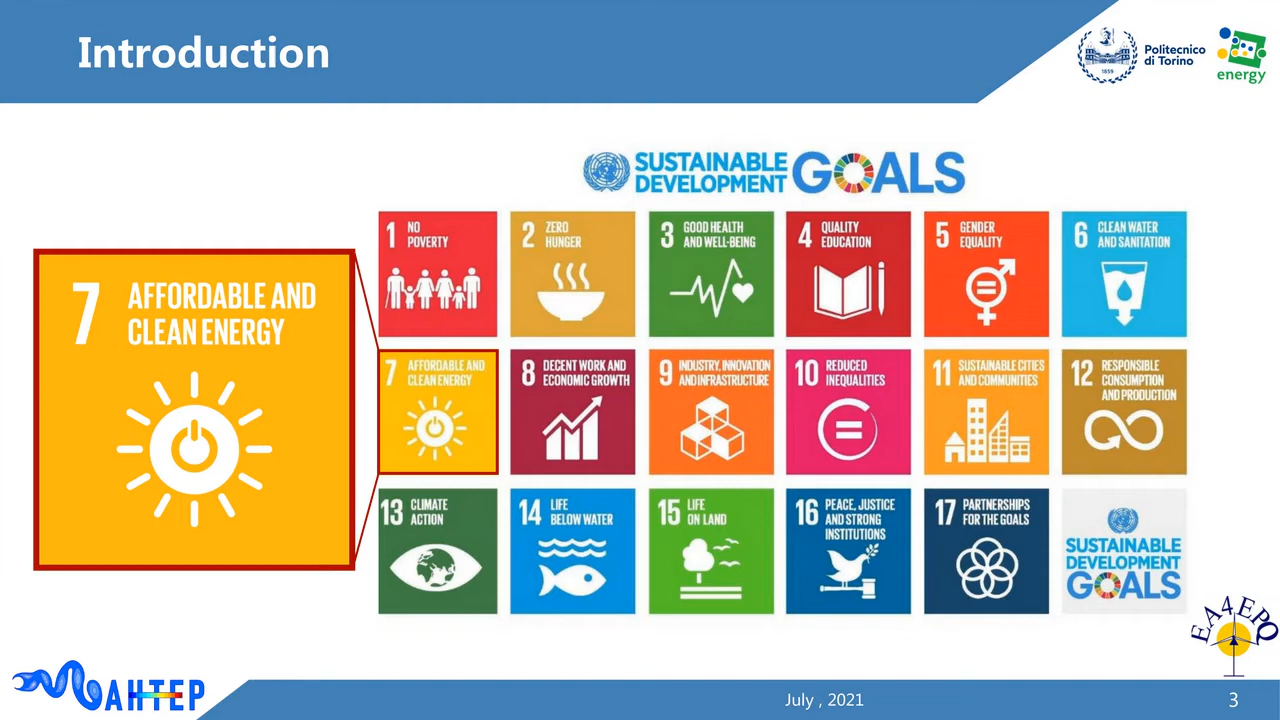 Introduction
Politecnico
di Torino
1859
energy
SUSTAINABLE
DEVELOPMENT
GOALS
7
AFFORDABLE AND
CLEAN ENERGY
1 NO
POVERTY
2 ZERO
HUNGER
3 GOOD HEALTH
AND WELL-BEING
4 QUALITY
EDUCATION
5 GENDER
EQUALITY
6 CLEAN WATER
AND SANITATION
7 AFFORDABLE AND
CLEAN ENERGY
8 DECENT WORK AND
ECONOMIC GROWTH
9 INDUSTRY, INNOVATION
AND INFRASTRUCTURE
10 REDUCED
INEQUALITIES
11 SUSTAINABLE CITIES
AND COMMUNITIES
12 RESPONSIBLE
CONSUMPTION
AND PRODUCTION
13 CLIMATE
ACTION
14 LIFE
BELOW WATER
15 LIFE
ON LAND
16 PEACE, JUSTICE
AND STRONG
INSTITUTIONS
17 PARTNERSHIPS
FOR THE GOALS
SUSTAINABLE
DEVELOPMENT
GOALS
EA4EPQ
MAHTEP
July , 2021
3